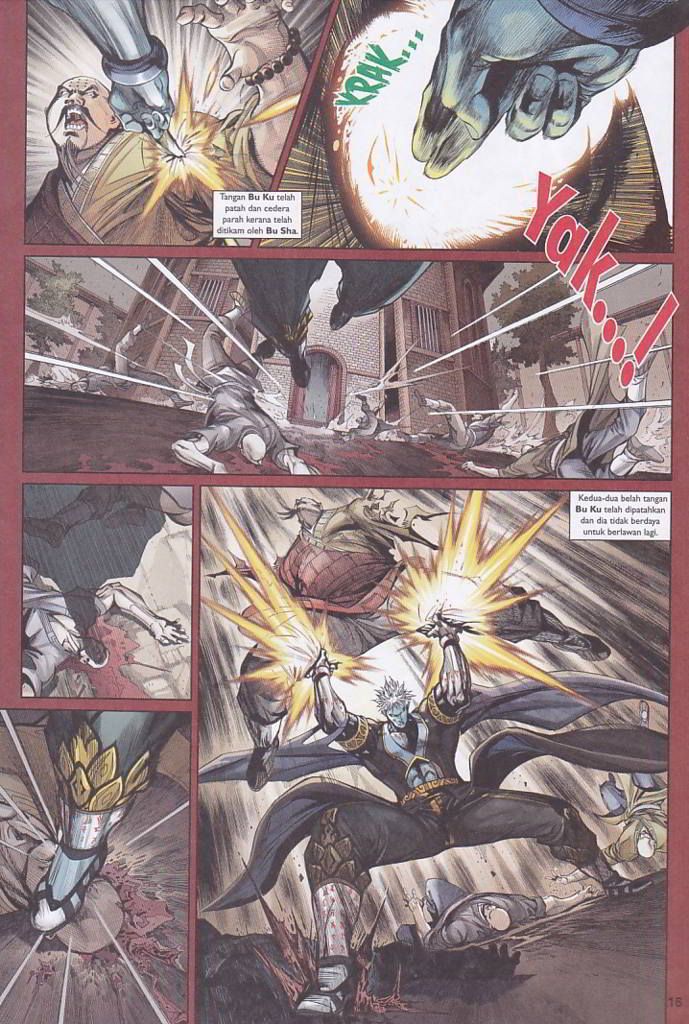 Tangan Bu Ku telah
patah dan cedera
parah kerana telah
ditikam oleh Bu Sha.
KRAK...
Yak...!
Kedua-dua belah tangan
Bu Ku telah dipatahkan
dan dia tidak berdaya
untuk berlawan lagi.
16